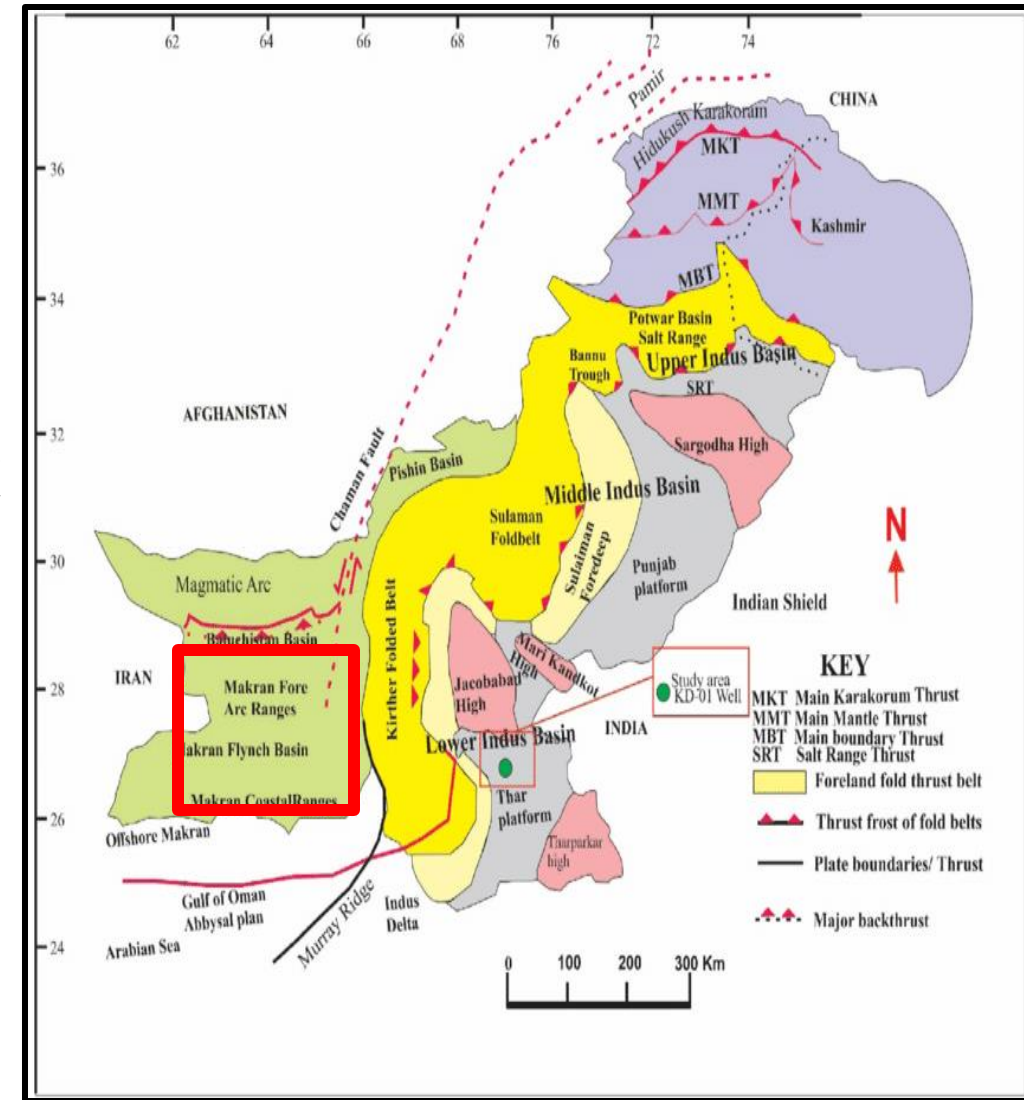 62 64 66 68 76 72 74
Pamir
CHINA
Hidukush Karakoram
MKT
36
MMT
Kashmir
MBT
34
Potwar Basin
Salt Range
Bannu
Trough
Upper Indus Basin
SRT
AFGHANISTAN
32
Sargodha High
Chaman Fault
Pishin Basin
Middle Indus Basin
Sulaman
Foldbelt
N
Sulaiman
Foredeep
30
Punjab
platform
Magmatic Arc
Indian Shield
Baluchistan Basin
Kirther Folded Belt
Mari Kandkot
High
IRAN
28
Makran Fore
Arc Ranges
Jacobabad
High
Study area
KD-01 Well
KEY
MKT Main Karakorum Thrust
MMT Main Mantle Thrust
MBT Main boundary Thrust
SRT Salt Range Thrust
INDIA
Lower Indus Basin
akran Flynch Basin
Foreland fold thrust belt
Makran CoastalRanges
26
Thar
platform
Thrust frost of fold belts
Offshore Makran
Tharparkar
high
Plate boundaries/ Thrust
Gulf of Oman
Abbysal plan
Murray Ridge
Indus
Delta
Major backthrust
24
Arabian Sea
0 100 200 300 Km